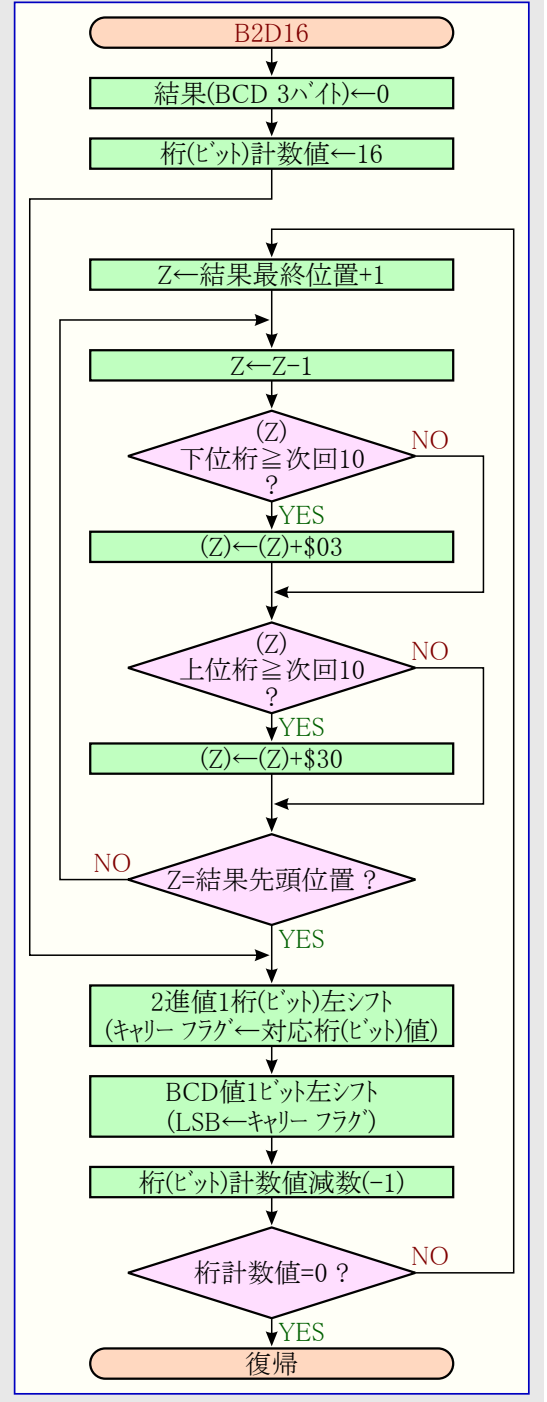 B2D16
結果(BCD 3ﾊﾞｲﾄ)←0
桁(ﾋﾞｯﾄ)計数値←16
Z←結果最終位置+1
Z←Z-1
(Z)
下位桁≧次回10
?
NO
YES
(Z)←(Z)+$03
(Z)
上位桁≧次回10
?
NO
YES
(Z)←(Z)+$30
NO
Z=結果先頭位置 ?
YES
2進値1桁(ﾋﾞｯﾄ)左ｼﾌﾄ
(ｷｬﾘｰ ﾌﾗｸﾞ←対応桁(ﾋﾞｯﾄ)値)
BCD値1ﾋﾞｯﾄ左ｼﾌﾄ
(LSB←ｷｬﾘｰ ﾌﾗｸﾞ)
桁(ﾋﾞｯﾄ)計数値減数(-1)
桁計数値=0 ?
NO
YES
復帰